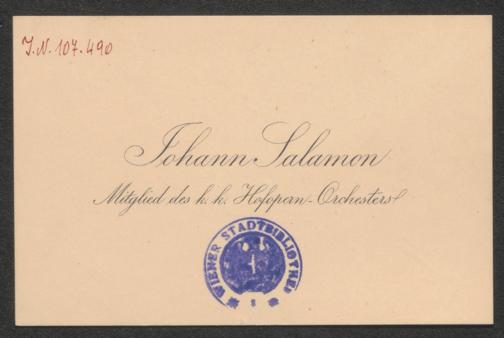 J.N. 107.490
Johann Salamon
Mitglied des k. k. Hofopern-Orchesters
WIENER STADTBIBLIOTHEK